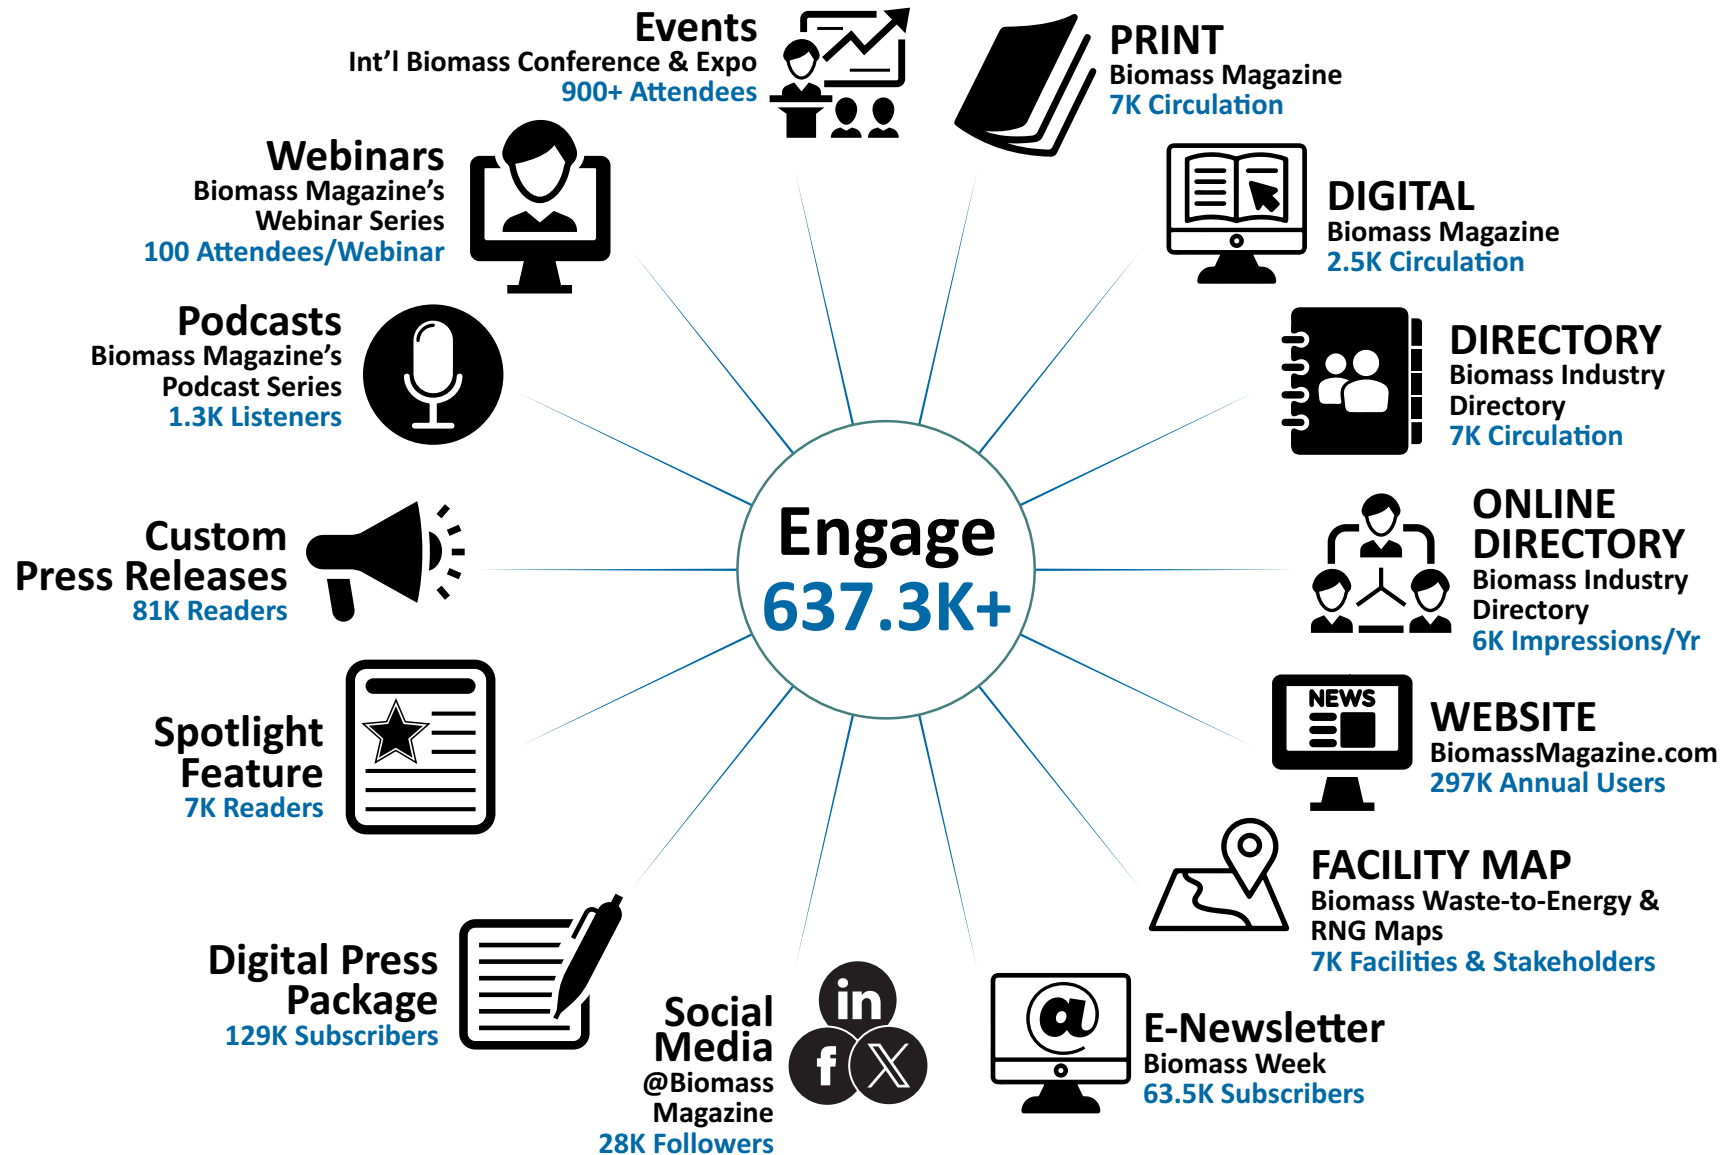 Events
Int'l Biomass Conference & Expo
900+ Attendees
PRINT
Biomass Magazine
7K Circulation
DIGITAL
Biomass Magazine
2.5K Circulation
DIRECTORY
Biomass Industry
Directory
7K Circulation
ONLINE
DIRECTORY
Biomass Industry
Directory
6K Impressions/Yr
NEWS
WEBSITE
BiomassMagazine.com
297K Annual Users
FACILITY MAP
Biomass Waste-to-Energy &
RNG Maps
7K Facilities & Stakeholders
@
E-Newsletter
Biomass Week
63.5K Subscribers
in
f X
Social
Media
@Biomass
Magazine
28K Followers
Digital Press
Package
129K Subscribers
Spotlight
Feature
7K Readers
Custom
Press Releases
81K Readers
Podcasts
Biomass Magazine's
Podcast Series
1.3K Listeners
Webinars
Biomass Magazine's
Webinar Series
100 Attendees/Webinar
Engage
637.3K+